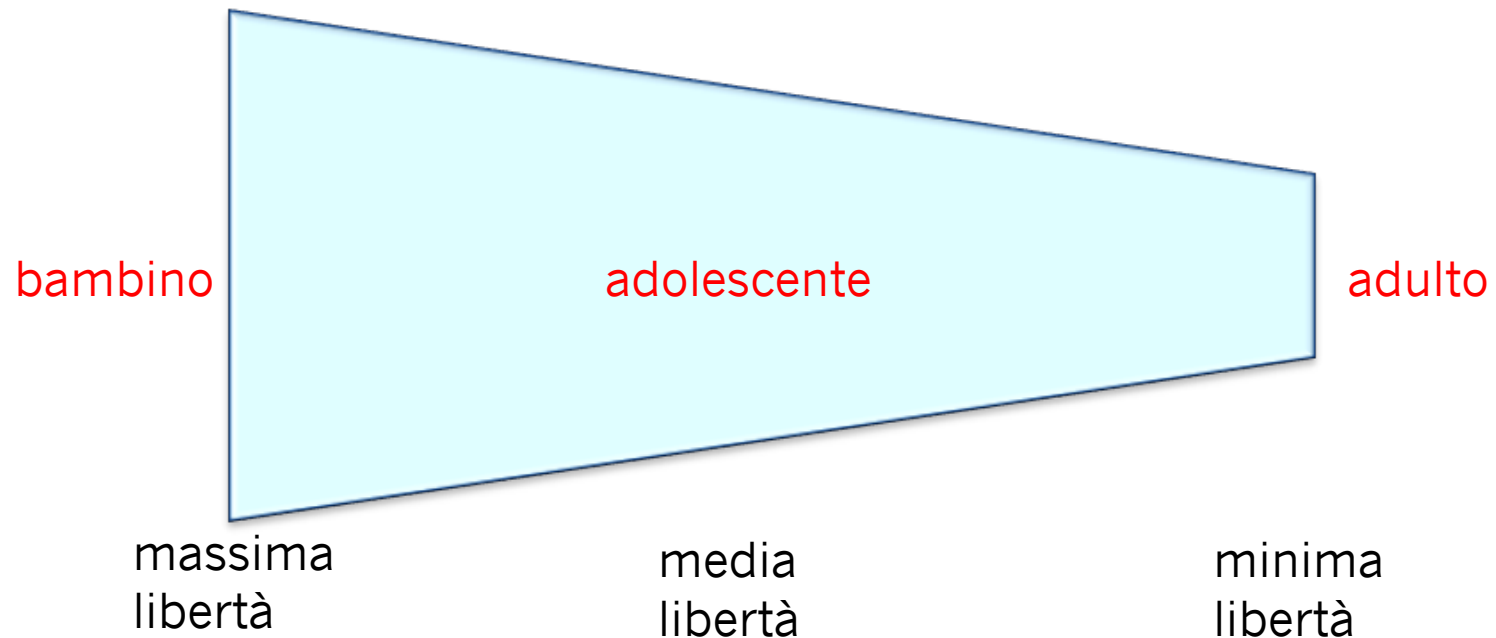 bambino
adolescente
adulto
massima
libertà
media
libertà
minima
libertà